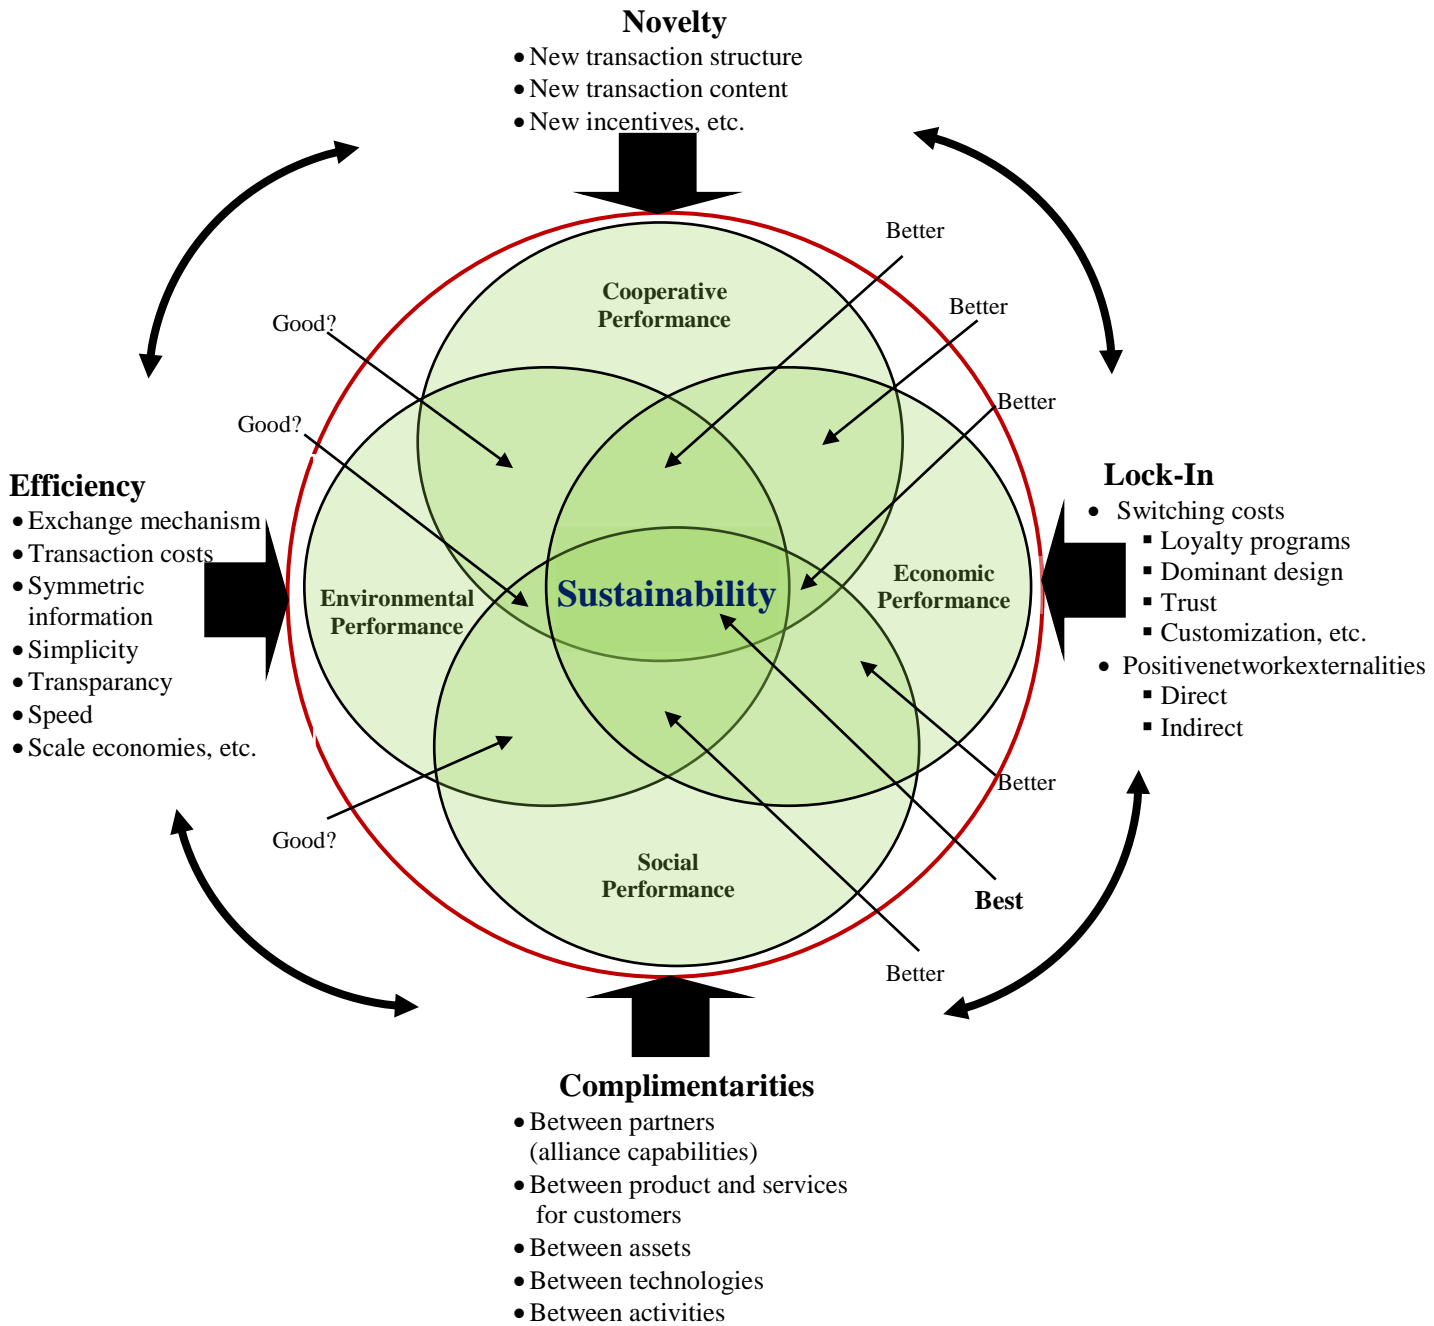 Novelty
• New transaction structure
• New transaction content
• New incentives, etc.
Better
Cooperative
Performance
Better
Good?
Better
Good?
Efficiency
• Exchange mechanism
• Transaction costs
• Symmetric
information
• Simplicity
• Transparancy
• Speed
• Scale economies, etc.
Environmental
Performance
Sustainability
Economic
Performance
Lock-In
• Switching costs
▪ Loyalty programs
▪ Dominant design
▪ Trust
▪ Customization, etc.
• Positivenetworkexternalities
▪ Direct
▪ Indirect
Better
Good?
Social
Performance
Best
Better
Complimentarities
• Between partners
(alliance capabilities)
• Between product and services
for customers
• Between assets
• Between technologies
• Between activities